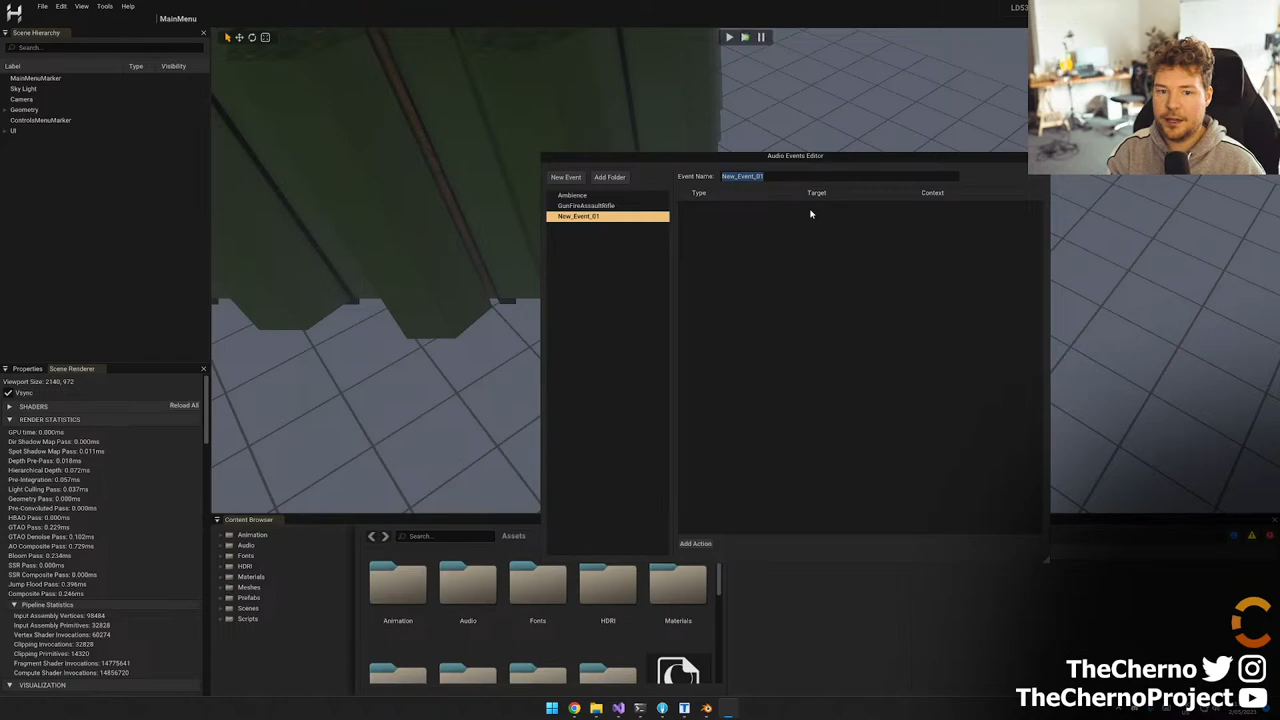 File Edit View Tools Help
MainMenu
LD53
Scene Hierarchy
Search...
Label Type Visibility
MainMenuMarker
Sky Light
Camera
Geometry
ControlsMenuMarker
UI
Audio Events Editor
New Event Add Folder
Event Name: New_Event_01
Type Target Context
Ambience
GunFireAssaultRifle
New_Event_01
Add Action
Properties Scene Renderer
Viewport Size: 2140, 972
Vsync
SHADERS Reload All
RENDER STATISTICS
GPU time: 0.000ms
Dir Shadow Map Pass: 0.000ms
Spot Shadow Map Pass: 0.011ms
Depth Pre-Pass: 0.018ms
Hierarchical Depth: 0.072ms
Pre-Integration: 0.057ms
Light Culling Pass: 0.037ms
Geometry Pass: 0.000ms
Pre-Convoluted Pass: 0.000ms
HBAO Pass: 0.000ms
GTAO Pass: 0.229ms
GTAO Denoise Pass: 0.102ms
AO Composite Pass: 0.729ms
Bloom Pass: 0.234ms
SSR Pass: 0.000ms
SSR Composite Pass: 0.000ms
Jump Flood Pass: 0.396ms
Composite Pass: 0.246ms
Pipeline Statistics
Input Assembly Vertices: 98484
Input Assembly Primitives: 32828
Vertex Shader Invocations: 60274
Clipping Invocations: 32828
Clipping Primitives: 14320
Fragment Shader Invocations: 14775641
Compute Shader Invocations: 14856720
VISUALIZATION
Content Browser
Animation
Audio
Fonts
HDRI
Materials
Meshes
Prefabs
Scenes
Scripts
Search... Assets
Animation Audio Fonts HDRI Materials
TheCherno
TheChernoProject
2/05/2023